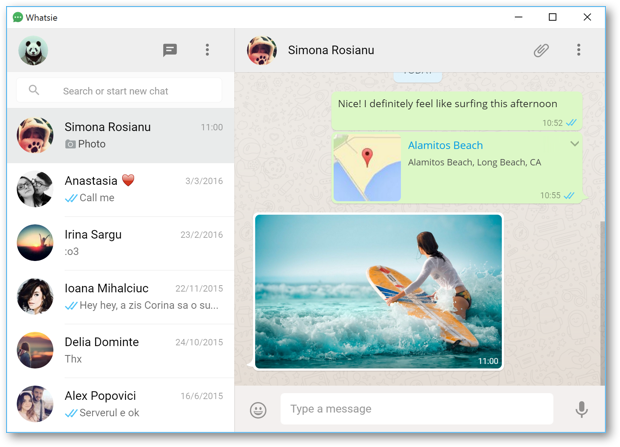 Whatsie
Simona Rosianu
Search or start new chat
Simona Rosianu
11:00
Photo
Anastasia
3/3/2016
Call me
Irina Sargu
23/2/2016
:o3
Ioana Mihalciuc
22/11/2015
Hey hey, a zis Corina sa o su...
Delia Dominte
24/10/2015
Thx
Alex Popovici
16/6/2015
Serverul e ok
TODAY
Nice! I definitely feel like surfing this afternoon
10:52
Alamitos Beach
Alamitos Beach, Long Beach, CA
10:55
11:00
Type a message